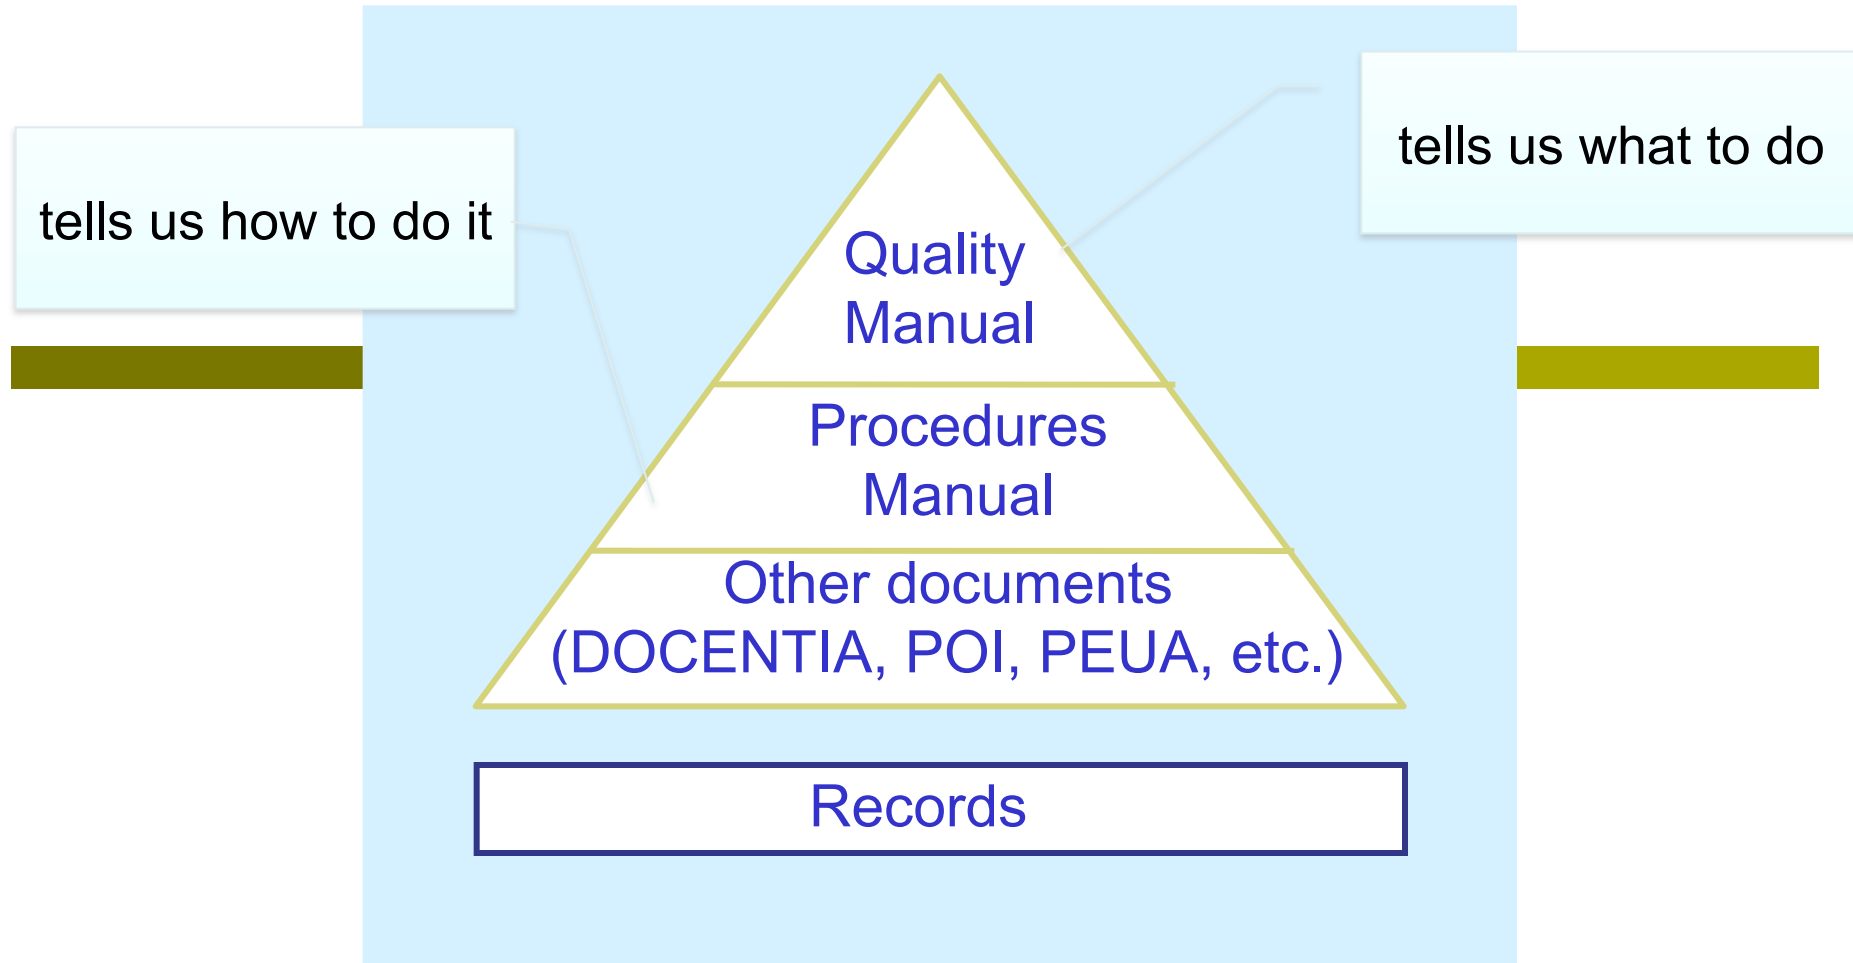 tells us what to do
tells us how to do it
Quality
Manual
Procedures
Manual
Other documents
(DOCENTIA, POI, PEUA, etc.)
Records